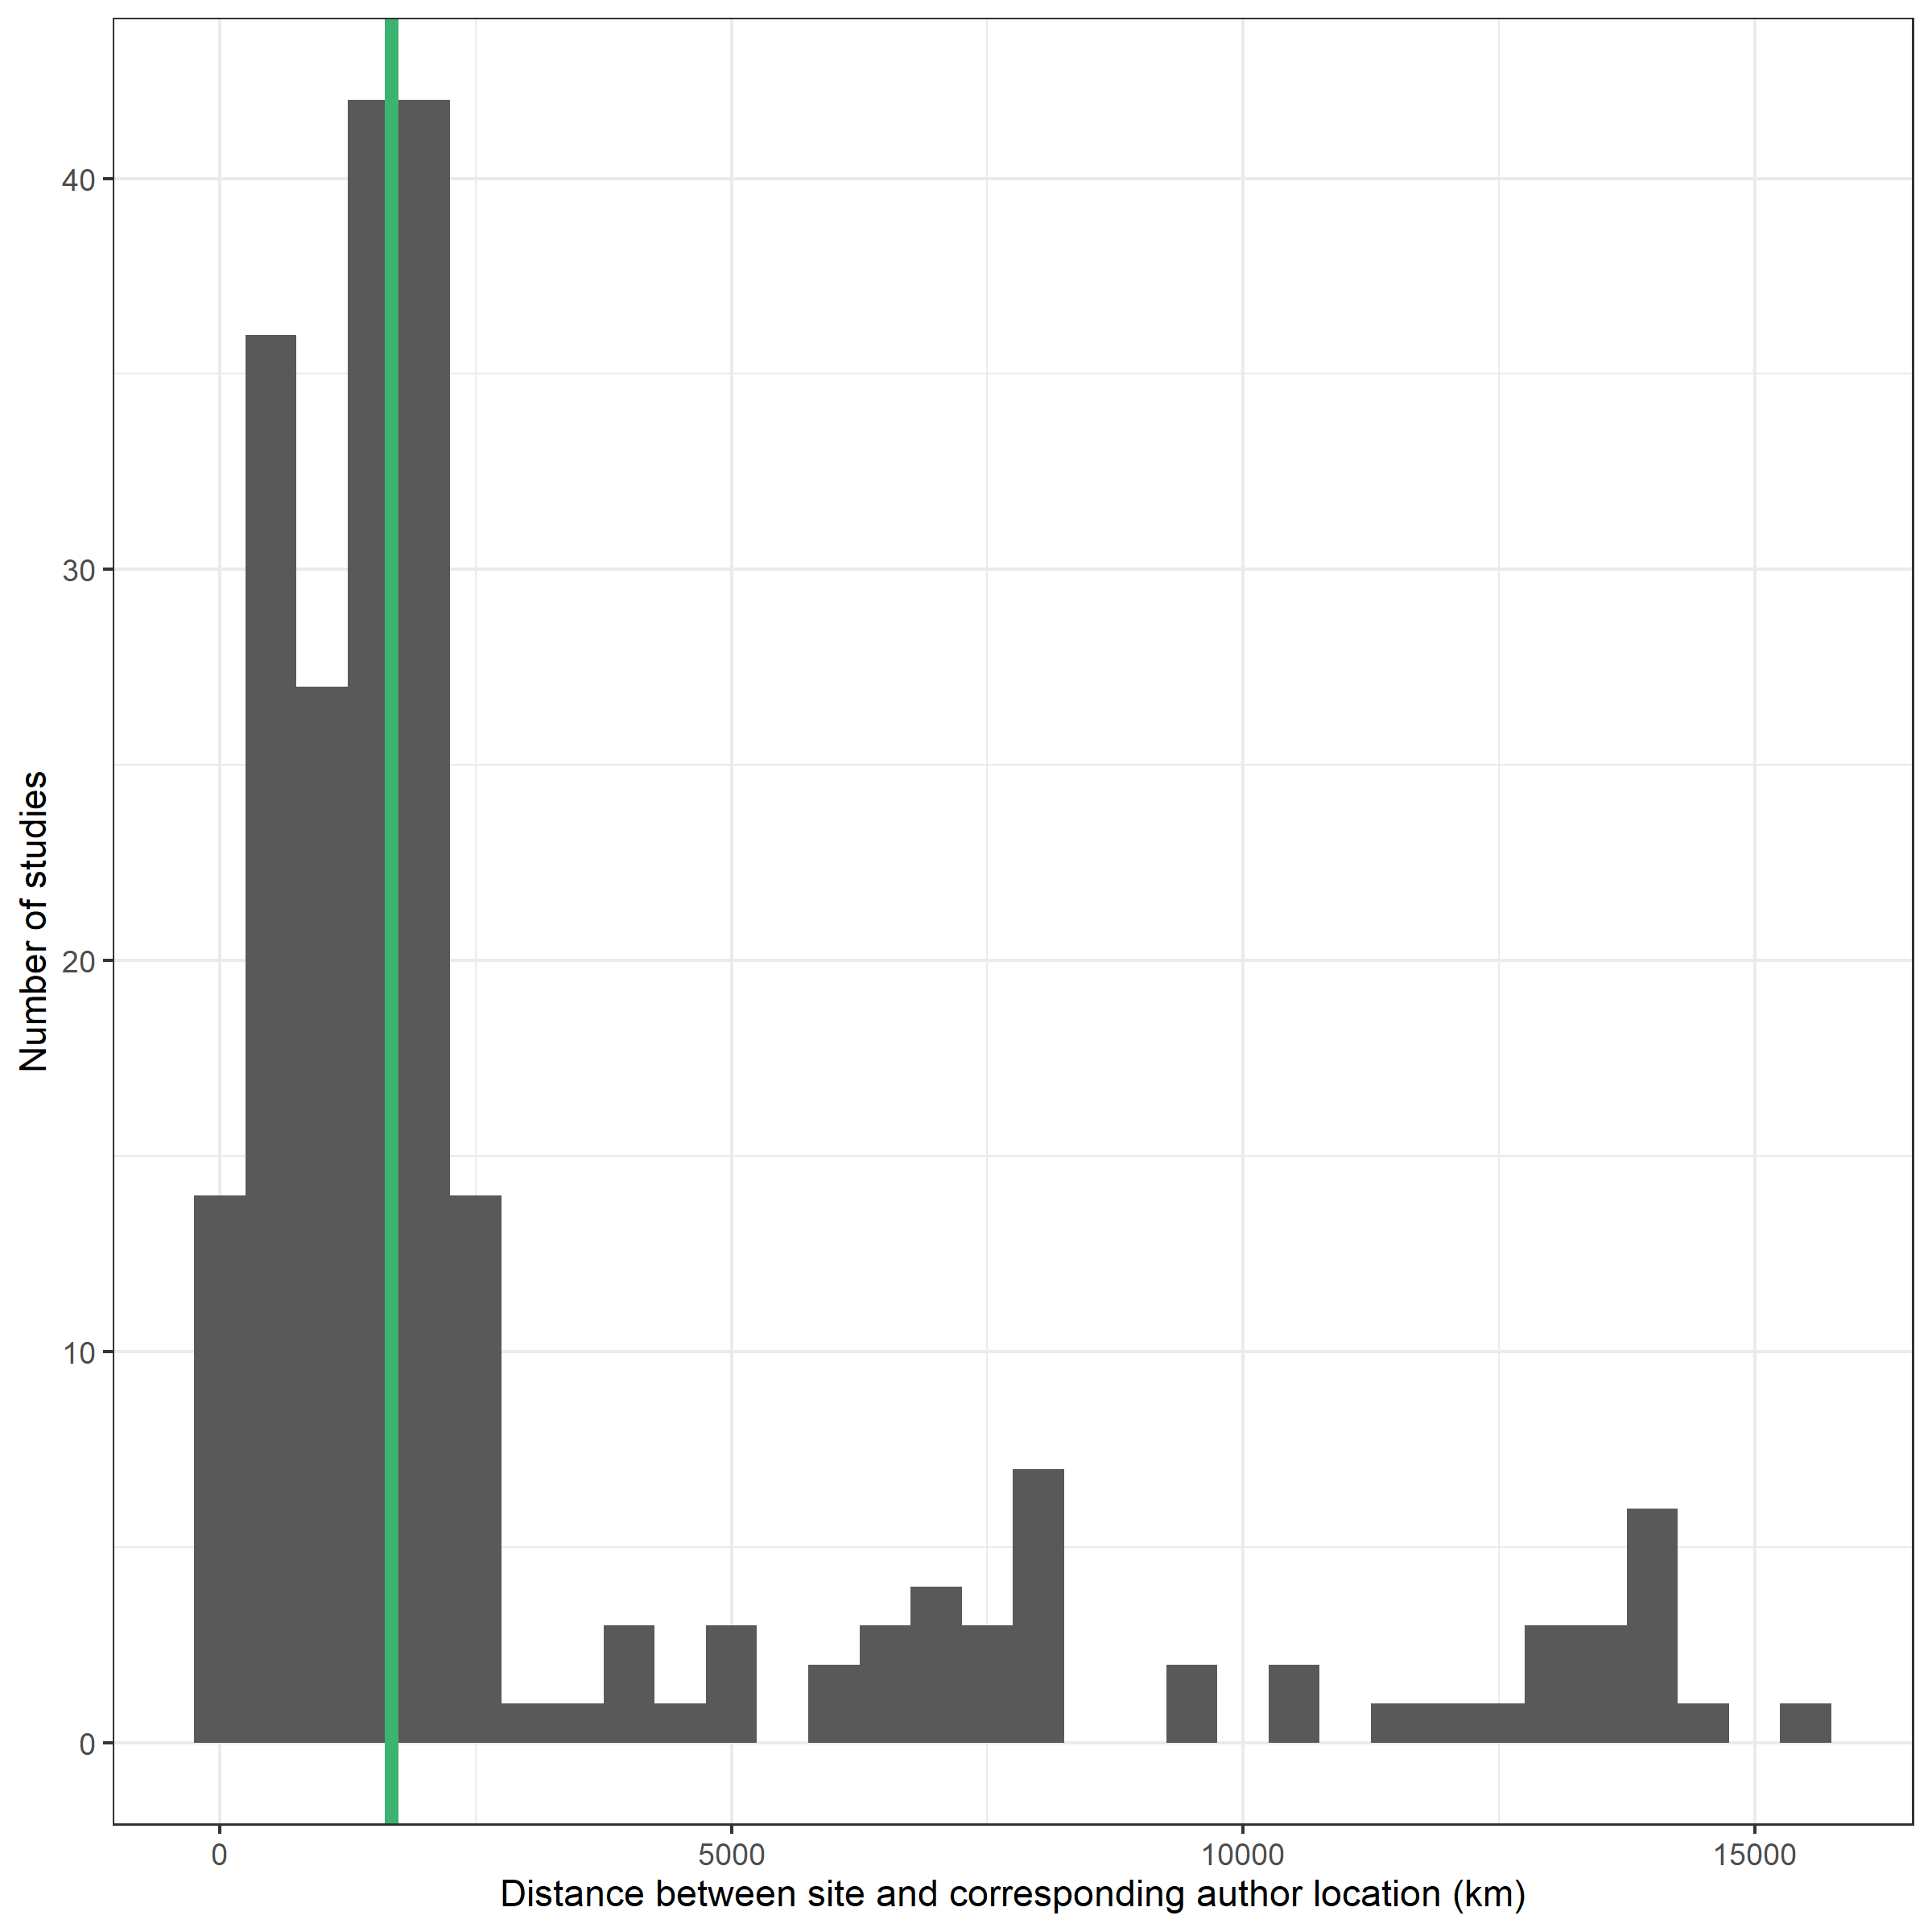 Number of studies
40
30
20
10
0
0 5000 10000 15000
Distance between site and corresponding author location (km)